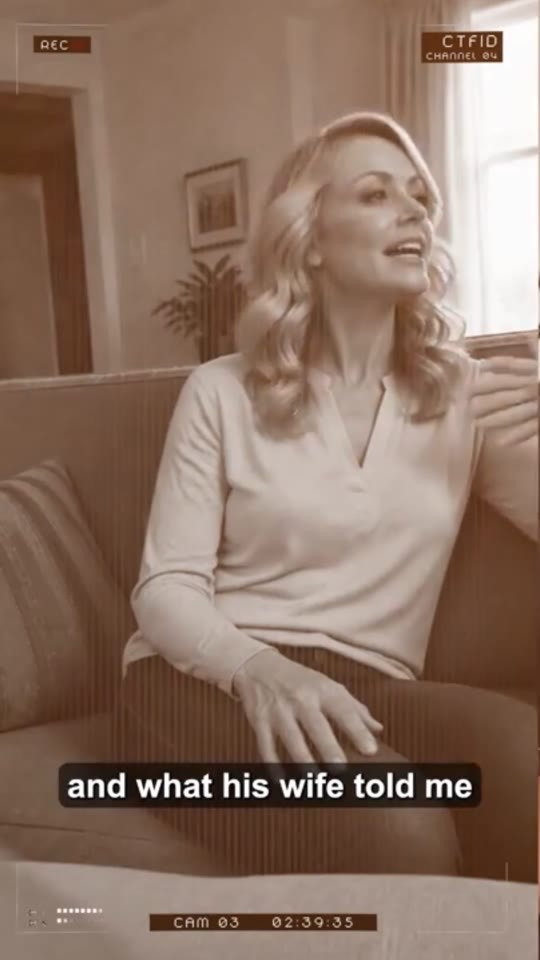 REC
CTFID
CHANNEL 04
and what his wife told me
CAM 03 02:39:35